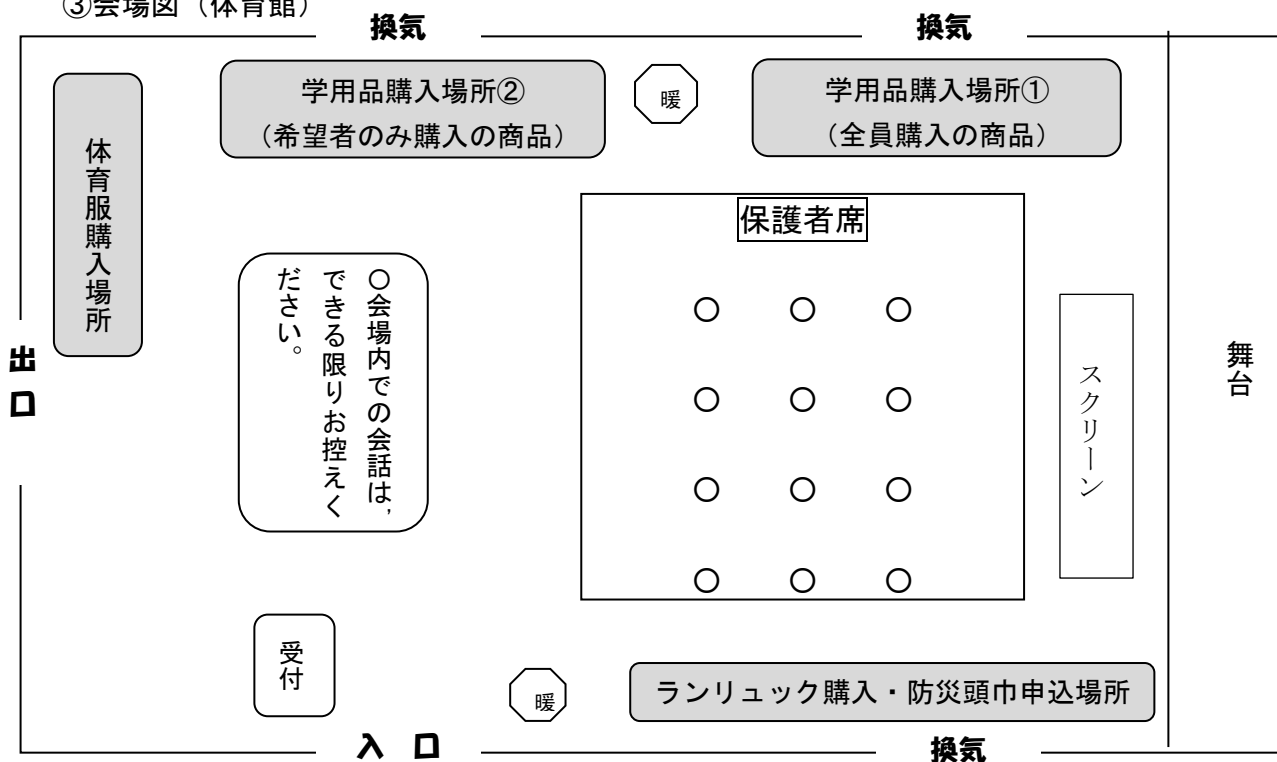 ③会場図（体育館）
換気
換気
学用品購入場所②
（希望者のみ購入の商品）
暖
学用品購入場所①
（全員購入の商品）
体育服購入場所
保護者席
〇会場内での会話は，
できる限りお控えく
ださい。
出口
スクリーン
舞台
受付
暖
ランリュック購入・防災頭巾申込場所
入口
換気